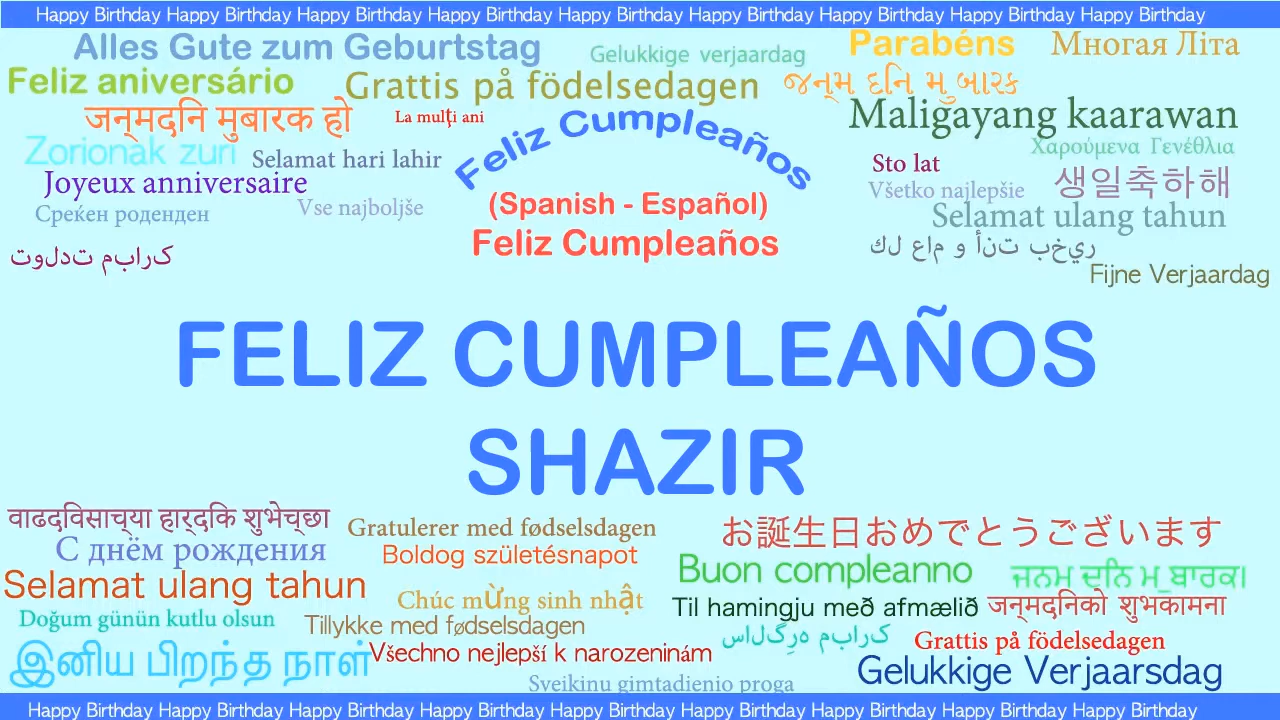 Happy Birthday Happy Birthday Happy Birthday Happy Birthday Happy Birthday Happy Birthday Happy Birthday Happy Birthday Happy Birthday
Alles Gute zum Geburtstag
Gelukkige verjaardag
Parabéns
Многая Літа
Feliz aniversário
Grattis på födelsedagen
જન્મ દિન મુબારક
जन्मदिन मुबारक हो
La mulţi ani
Feliz Cumpleaños
Maligayang kaarawan
Zorionak zuri
Selamat hari lahir
Sto lat
Χαρούμενα Γενέθλια
Joyeux anniversaire
Všetko najlepšie
생일축하해
Среќен роденден
Vse najboljše
(Spanish - Español)
Selamat ulang tahun
تولدت مبارک
Feliz Cumpleaños
كل عام و أنت بخير
Fijne Verjaardag
FELIZ CUMPLEAÑOS
SHAZIR
वाढदिवसाच्या हार्दिक शुभेच्छा
Gratulerer med fødselsdagen
お誕生日おめでとうございます
С днём рождения
Boldog születésnapot
Buon compleanno
ਜਨਮ ਦਿਨ ਮੁਬਾਰਕ।
Selamat ulang tahun
Chúc mừng sinh nhật
Til hamingju með afmælið
जन्मदिनको शुभकामना
Doğum günün kutlu olsun
Tillykke med fødselsdagen
سالگرِه مبارک
Grattis på födelsedagen
இனிய பிறந்த நாள்
Všechno nejlepší k narozeninám
Gelukkige Verjaarsdag
Sveikinu gimtadienio proga
Happy Birthday Happy Birthday Happy Birthday Happy Birthday Happy Birthday Happy Birthday Happy Birthday Happy Birthday Happy Birthday